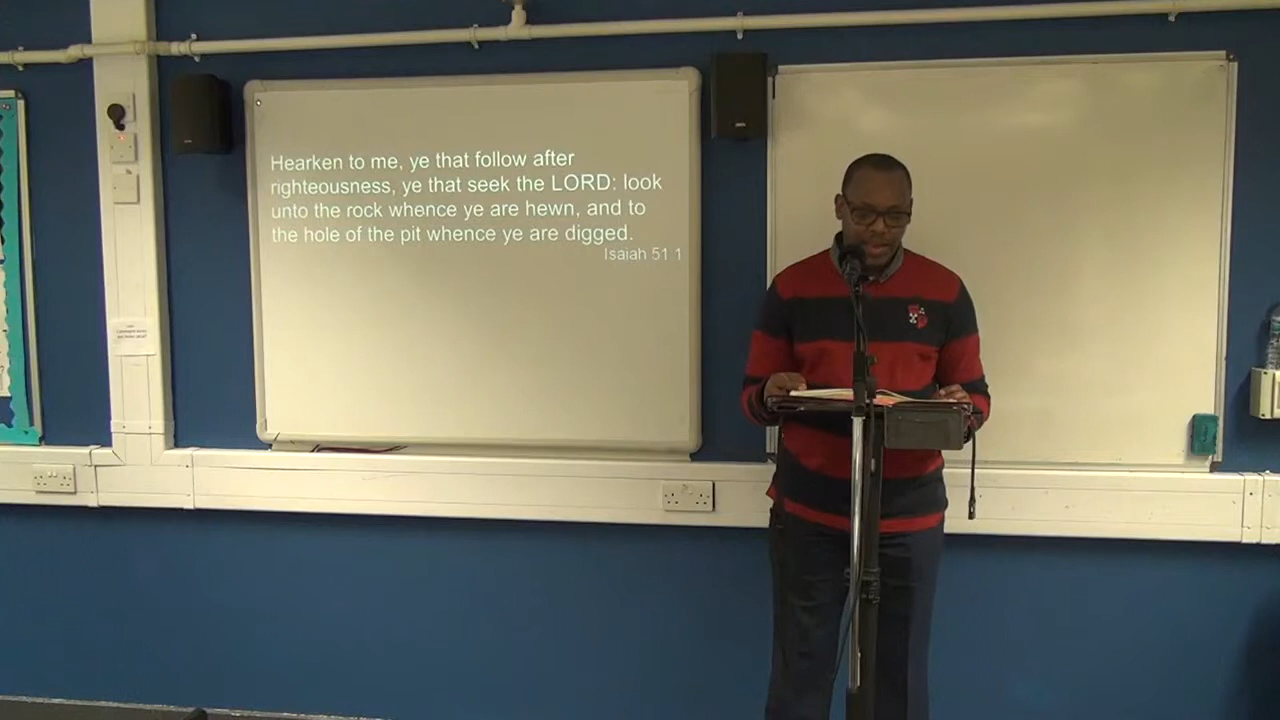 Hearken to me, ye that follow after
righteousness, ye that seek the LORD: look
unto the rock whence ye are hewn, and to
the hole of the pit whence ye are digged.
Isaiah 51 1